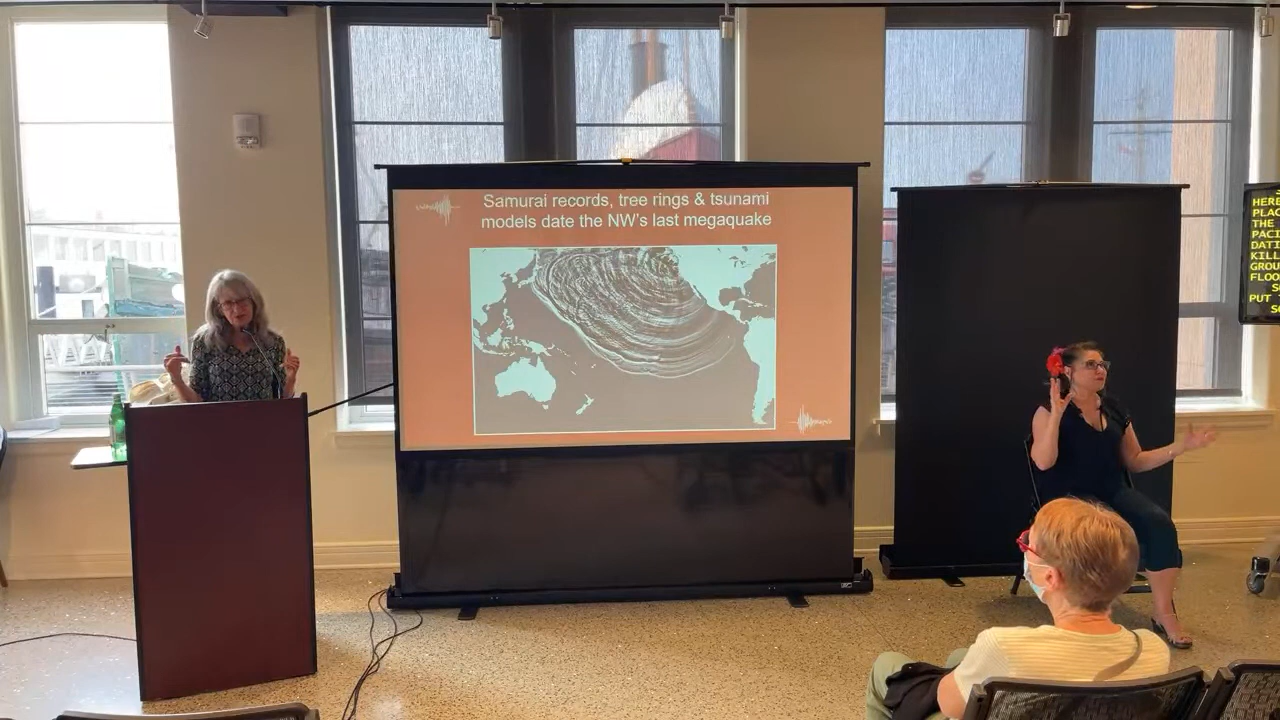 Samurai records, tree rings & tsunami
models date the NW's last megaquake
HERE
PLAC
THE
PACI
DATI
KILL
GROU
FLOO
PUT